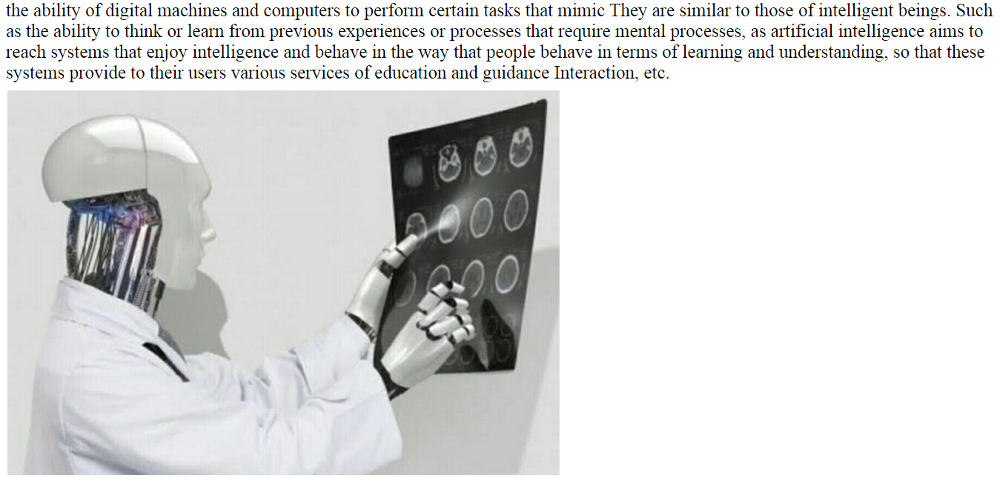 the ability of digital machines and computers to perform certain tasks that mimic They are similar to those of intelligent beings. Such
as the ability to think or learn from previous experiences or processes that require mental processes, as artificial intelligence aims to
reach systems that enjoy intelligence and behave in the way that people behave in terms of learning and understanding, so that these
systems provide to their users various services of education and guidance Interaction, etc.